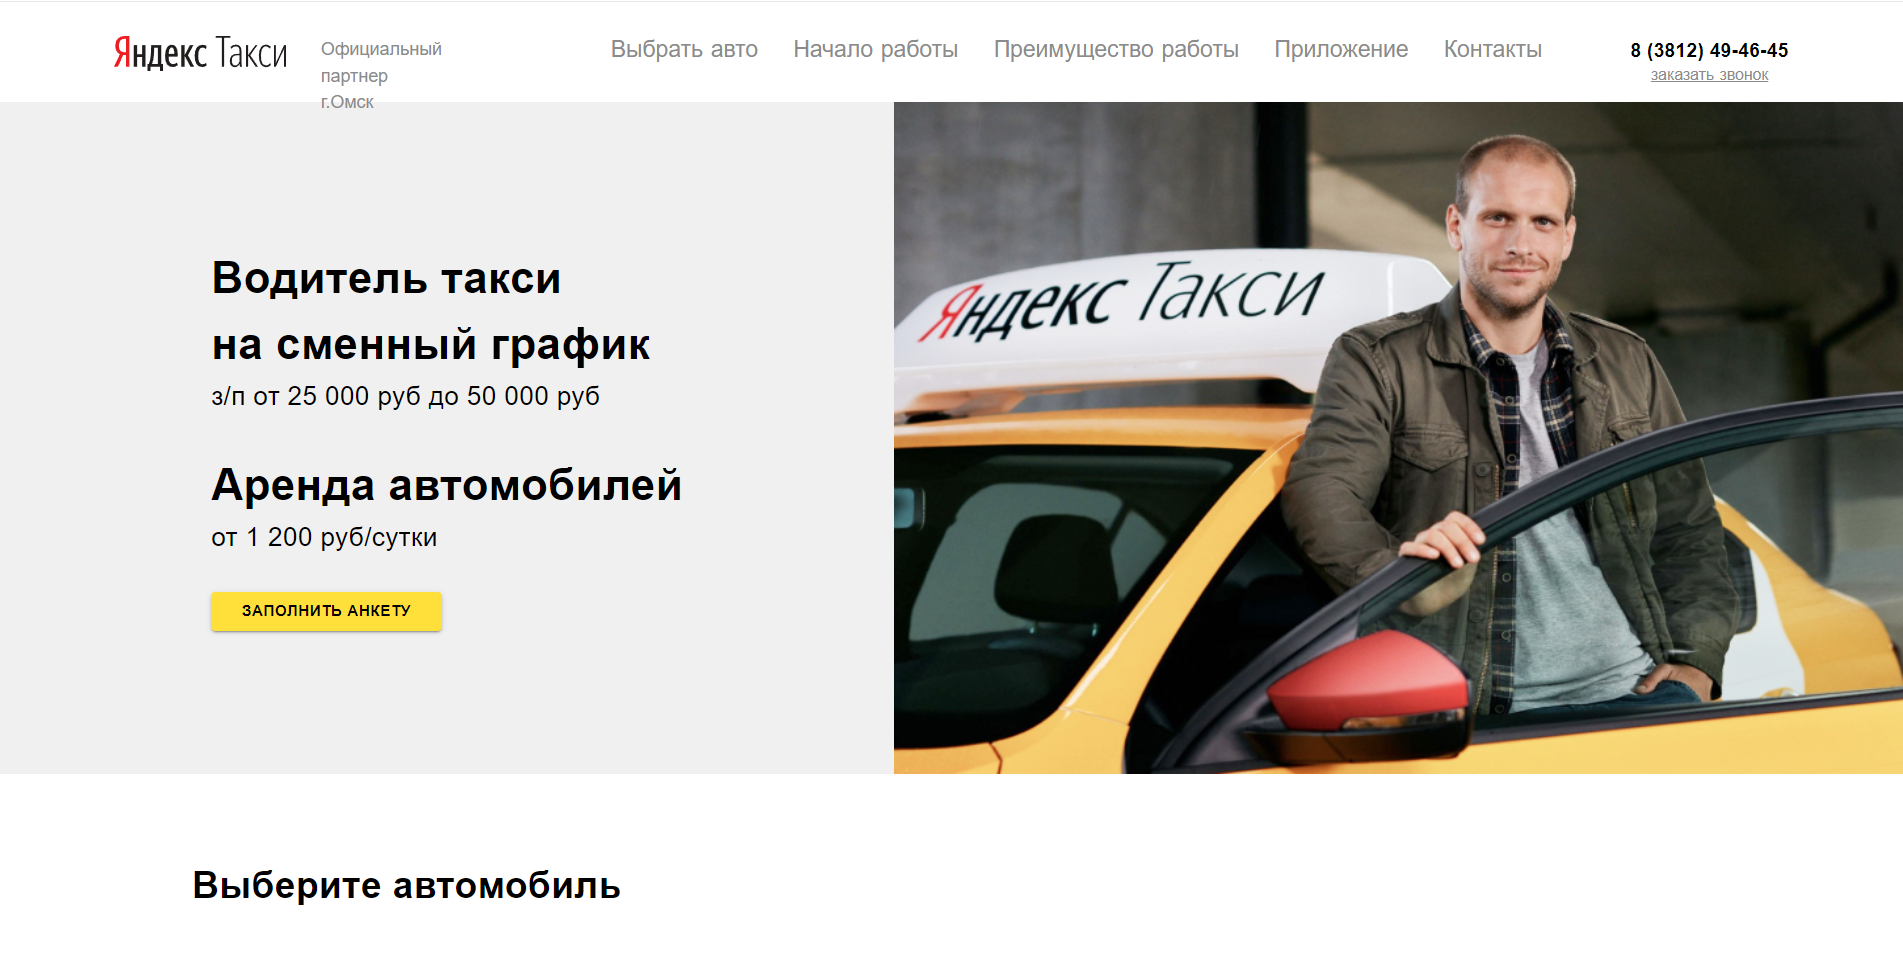 Яндекс Такси
Официальный
партнер
г.Омск
Выбрать авто
Начало работы
Преимущество работы
Приложение
Контакты
8 (3812) 49-46-45
заказать звонок
Водитель такси
на сменный график
з/п от 25 000 руб до 50 000 руб
Аренда автомобилей
от 1 200 руб/сутки
ЗАПОЛНИТЬ АНКЕТУ
Яндекс Такси
Выберите автомобиль